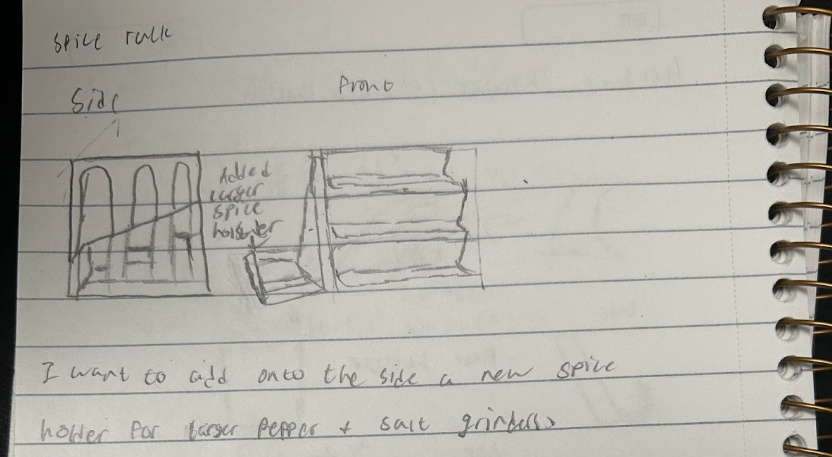 Spice rack
Side
Front
Added
larger
spice
holster
I want to add onto the side a new spice
holder for larger pepper + salt grinders.